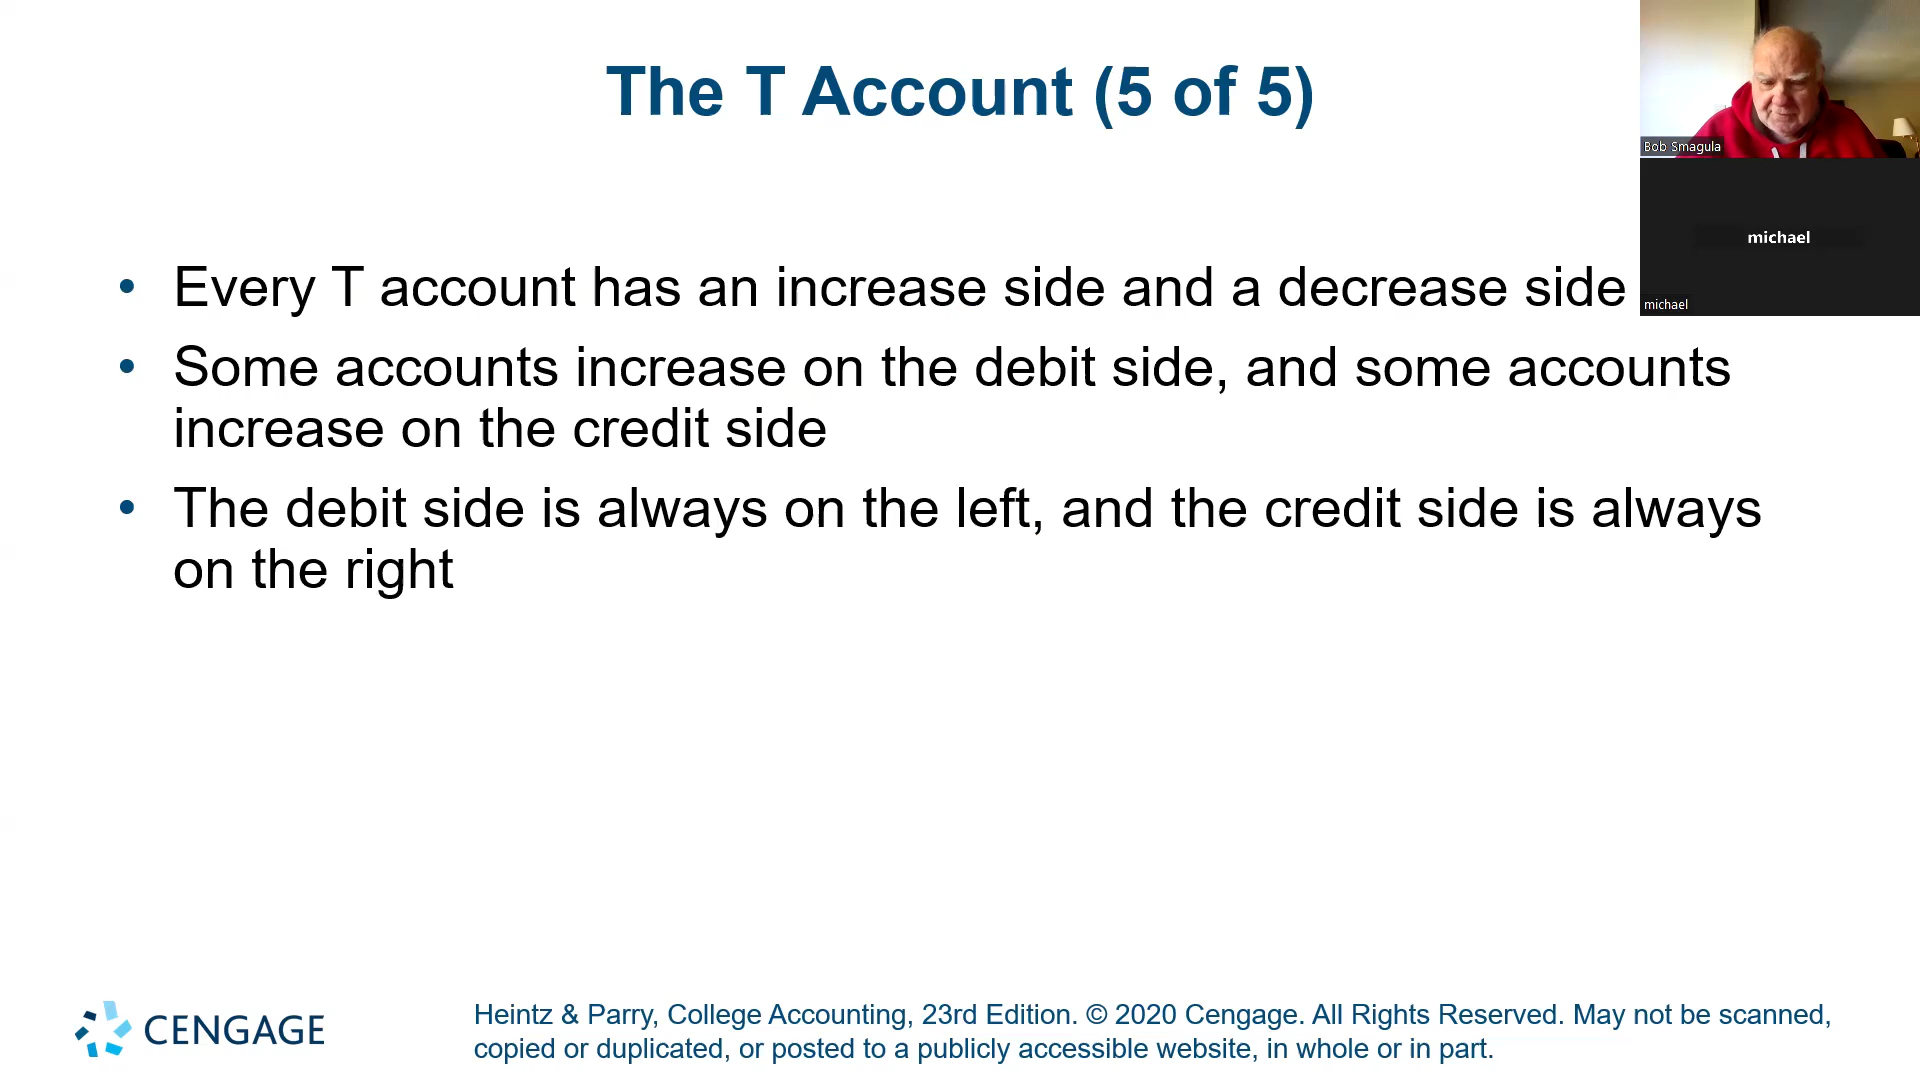 The T Account (5 of 5)
Bob Smagula
michael
michael
• Every T account has an increase side and a decrease side
• Some accounts increase on the debit side, and some accounts
increase on the credit side
• The debit side is always on the left, and the credit side is always
on the right
CENGAGE
Heintz & Parry, College Accounting, 23rd Edition. © 2020 Cengage. All Rights Reserved. May not be scanned,
copied or duplicated, or posted to a publicly accessible website, in whole or in part.